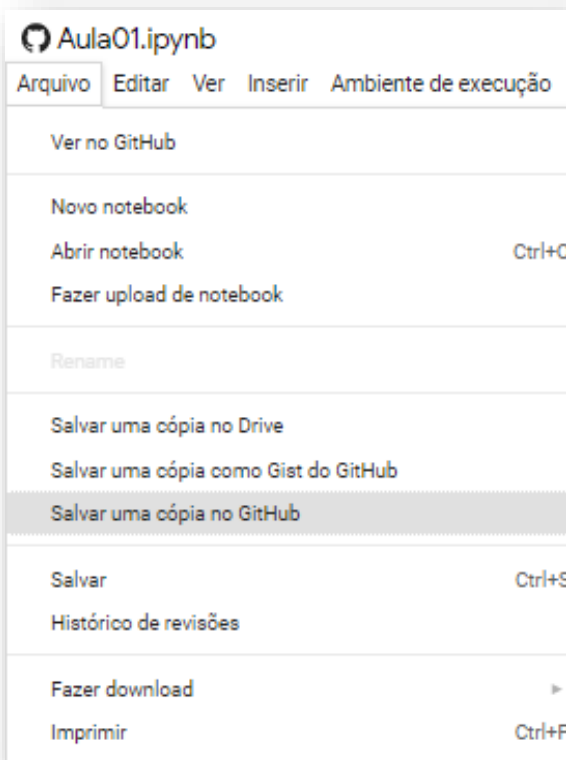 Aula01.ipynb
Arquivo Editar Ver Inserir Ambiente de execução
Ver no GitHub
Novo notebook
Abrir notebook
Fazer upload de notebook
Rename
Salvar uma cópia no Drive
Salvar uma cópia como Gist do GitHub
Salvar uma cópia no GitHub
Salvar Ctrl+S
Histórico de revisões
Fazer download
Imprimir